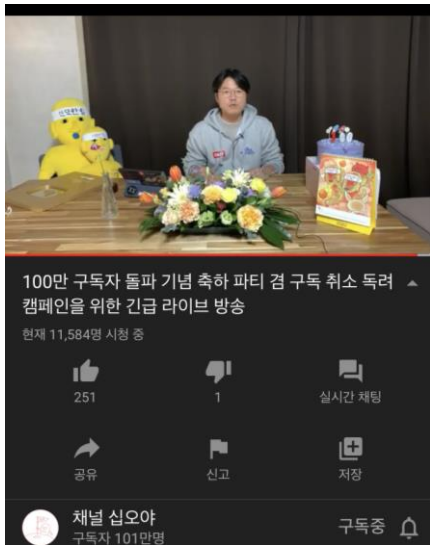 100만 구독자 돌파 기념 축하 파티 겸 구독 취소 독려
캠페인을 위한 긴급 라이브 방송
현재 11,584명 시청 중
251
1
실시간 채팅
공유
신고
저장
채널 십오야
구독자 101만명
구독중